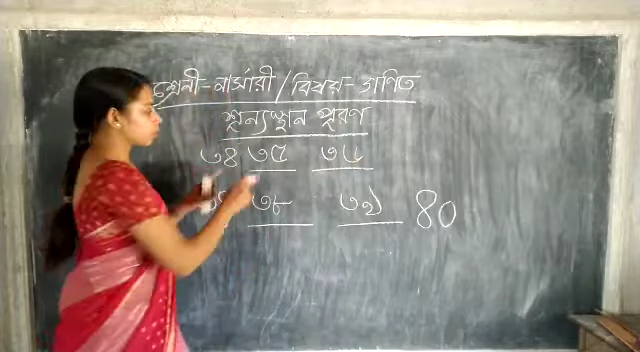 শ্রেনী-নার্সারী / বিষয়- গণিত
শূন্যস্থান পূরণ
৩৪ ৩৫ ৩৬
৩৮ ৩৯ ৪০